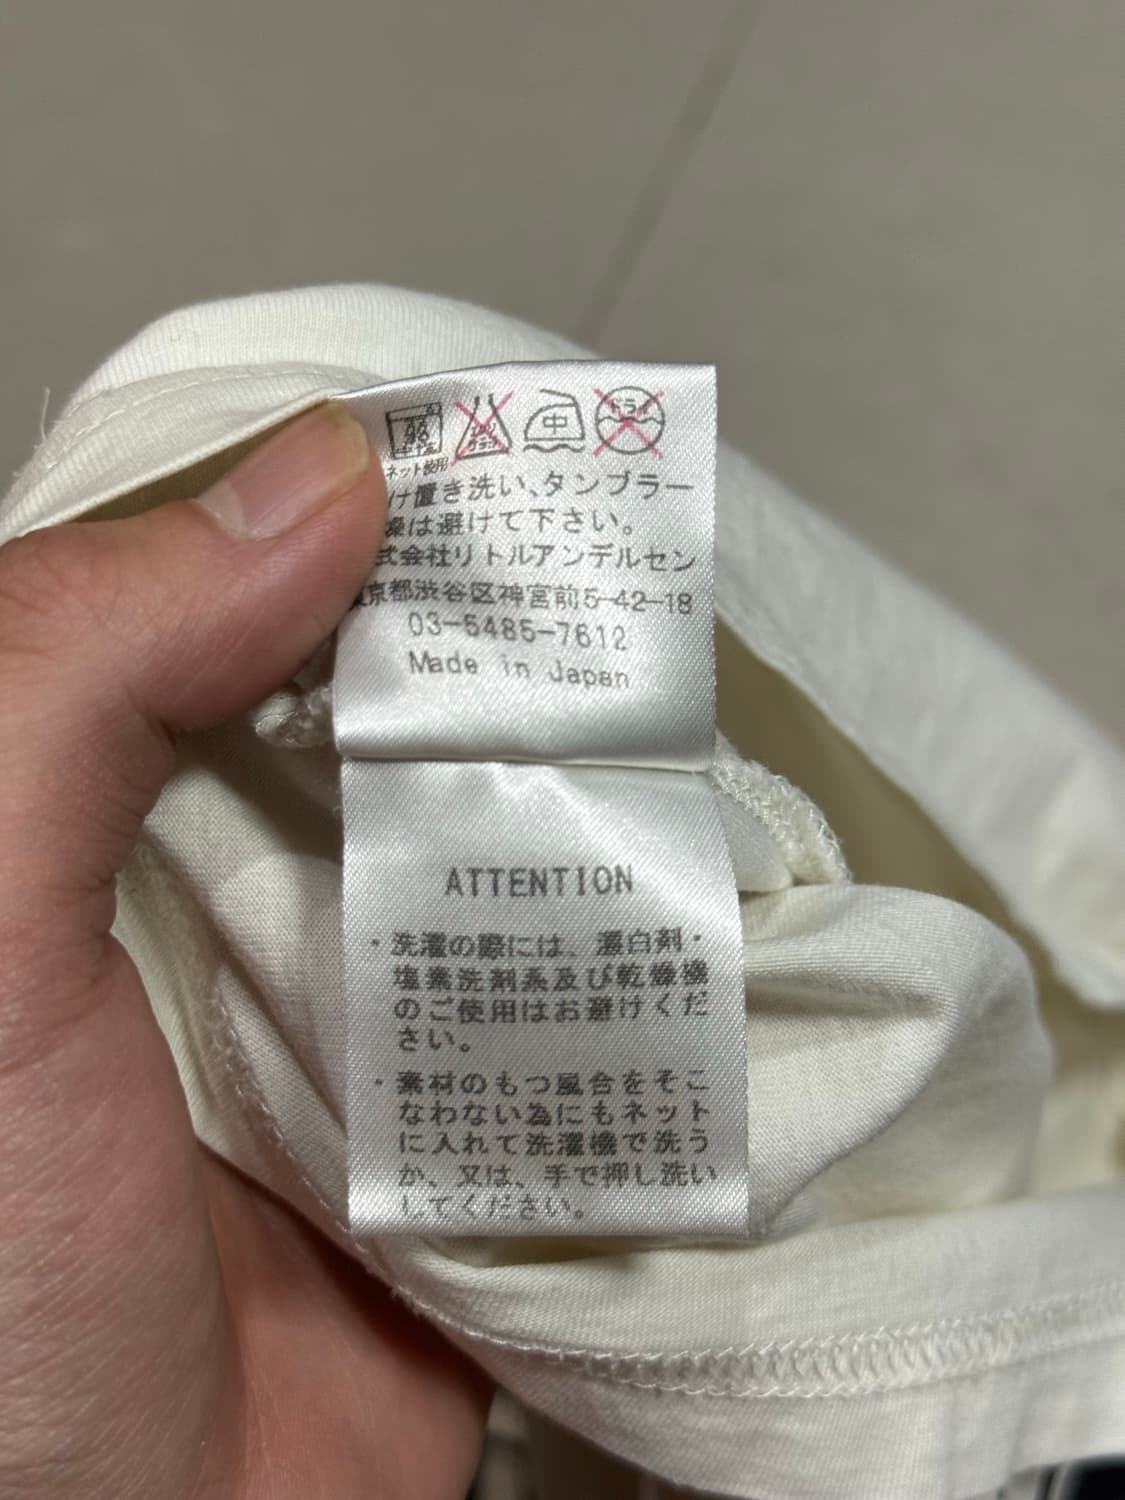 ネット使用
け置き洗い、タンブラー
燥は避けて下さい。
式会社リトルアンデルセン
京都渋谷区神宮前5-42-18
03-5485-7612
Made in Japan
中
ドライ
ATTENTION
・洗濯の際には、漂白剤・
塩素洗剤系及び乾燥機
のご使用はお避けくだ
さい。
・素材のもつ風合をそこ
なわない為にもネット
に入れて洗濯機で洗う
か、又は、手で押し洗い
してください。